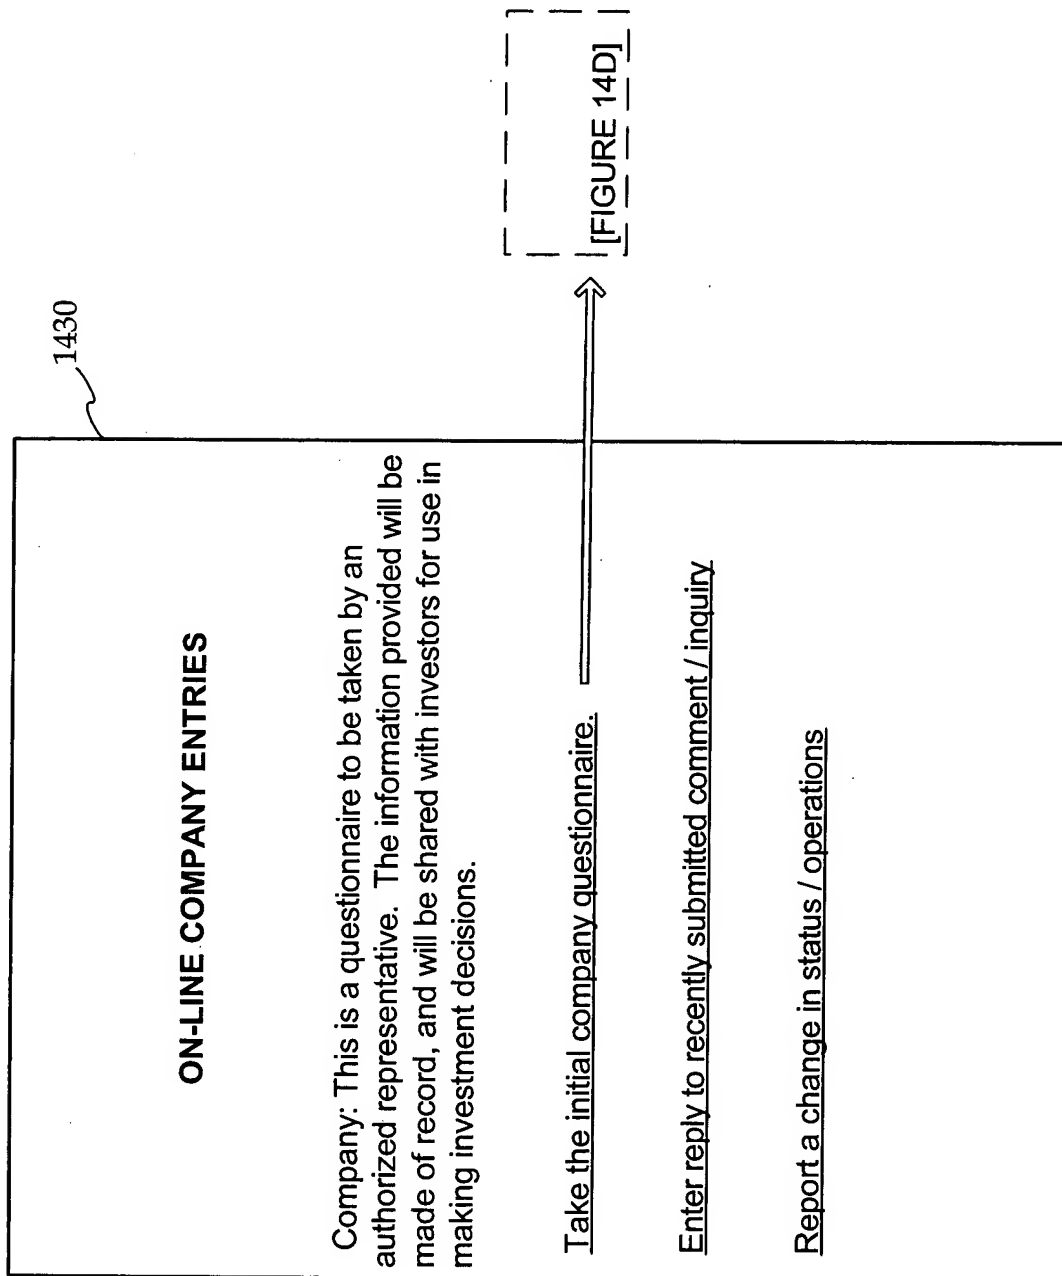 1430
ON-LINE COMPANY ENTRIES
Company: This is a questionnaire to be taken by an
authorized representative. The information provided will be
made of record, and will be shared with investors for use in
making investment decisions.
Take the initial company questionnaire.
[FIGURE 14D]
Enter reply to recently submitted comment / inquiry
Report a change in status / operations